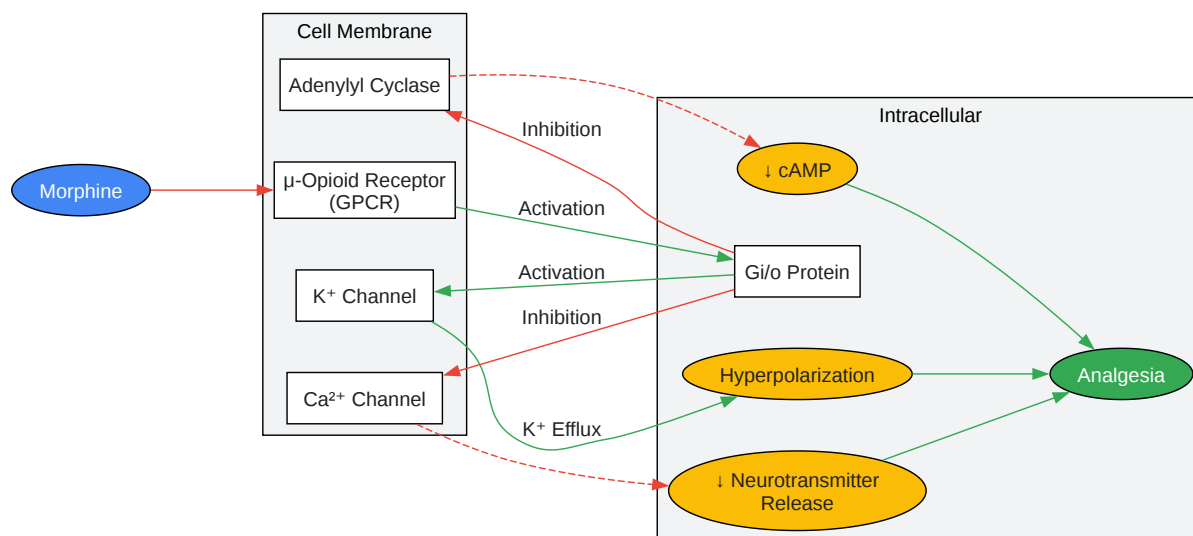 Cell Membrane
Adenylyl Cyclase
Intracellular
Inhibition
↓ cAMP
Morphine
μ-Opioid Receptor
(GPCR)
Activation
Gi/o Protein
Activation
K⁺ Channel
Inhibition
Hyperpolarization
Analgesia
Ca²⁺ Channel
K⁺ Efflux
↓ Neurotransmitter
Release